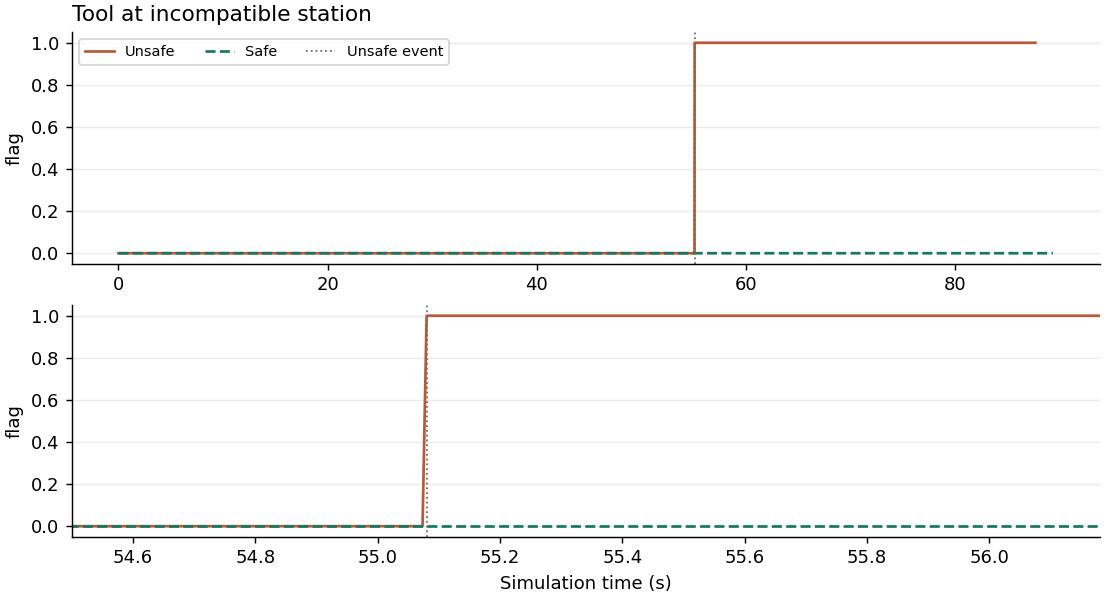 Tool at incompatible station
Unsafe Safe Unsafe event
flag
1.0
0.8
0.6
0.4
0.2
0.0
0 20 40 60 80
flag
1.0
0.8
0.6
0.4
0.2
0.0
54.6 54.8 55.0 55.2 55.4 55.6 55.8 56.0
Simulation time (s)